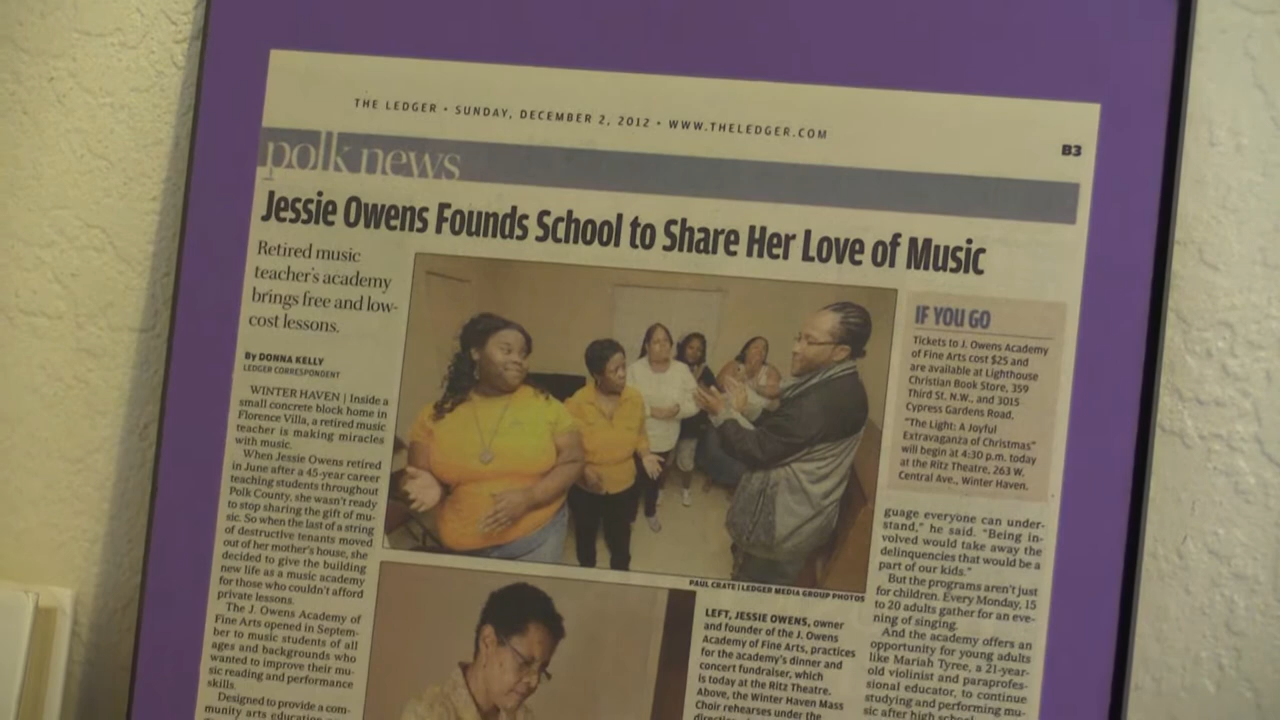 THE LEDGER • SUNDAY, DECEMBER 2, 2012 • WWW.THELEDGER.COM
B3
polk news
Jessie Owens Founds School to Share Her Love of Music
Retired music
teacher's academy
brings free and low-
cost lessons.
By DONNA KELLY
LEDGER CORRESPONDENT
WINTER HAVEN | Inside a
small concrete block home in
Florence Villa, a retired music
teacher is making miracles
with music.
When Jessie Owens retired
in June after a 45-year career
teaching students throughout
Polk County, she wasn't ready
to stop sharing the gift of mu-
sic. So when the last of a string
of destructive tenants moved
out of her mother's house, she
decided to give the building
new life as a music academy
for those who couldn't afford
private lessons.
The J. Owens Academy of
Fine Arts opened in Septem-
ber to music students of all
ages and backgrounds who
wanted to improve their mu-
sic reading and performance
skills.
Designed to provide a com-
munity arts education
PAUL CRATE | LEDGER MEDIA GROUP PHOTOS
LEFT, JESSIE OWENS, owner
and founder of the J. Owens
Academy of Fine Arts, practices
for the academy's dinner and
concert fundraiser, which
is today at the Ritz Theatre.
Above, the Winter Haven Mass
Choir rehearses under the
IF YOU GO
Tickets to J. Owens Academy
of Fine Arts cost $25 and
are available at Lighthouse
Christian Book Store, 359
Third St. N.W., and 3015
Cypress Gardens Road.
"The Light: A Joyful
Extravaganza of Christmas"
will begin at 4:30 p.m. today
at the Ritz Theatre, 263 W.
Central Ave., Winter Haven.
guage everyone can under-
stand," he said. "Being in-
volved would take away the
delinquencies that would be a
part of our kids."
But the programs aren't just
for children. Every Monday, 15
to 20 adults gather for an eve-
ning of singing.
And the academy offers an
opportunity for young adults
like Mariah Tyree, a 21-year-
old violinist and paraprofes-
sional educator, to continue
studying and performing mu-
sic after high school